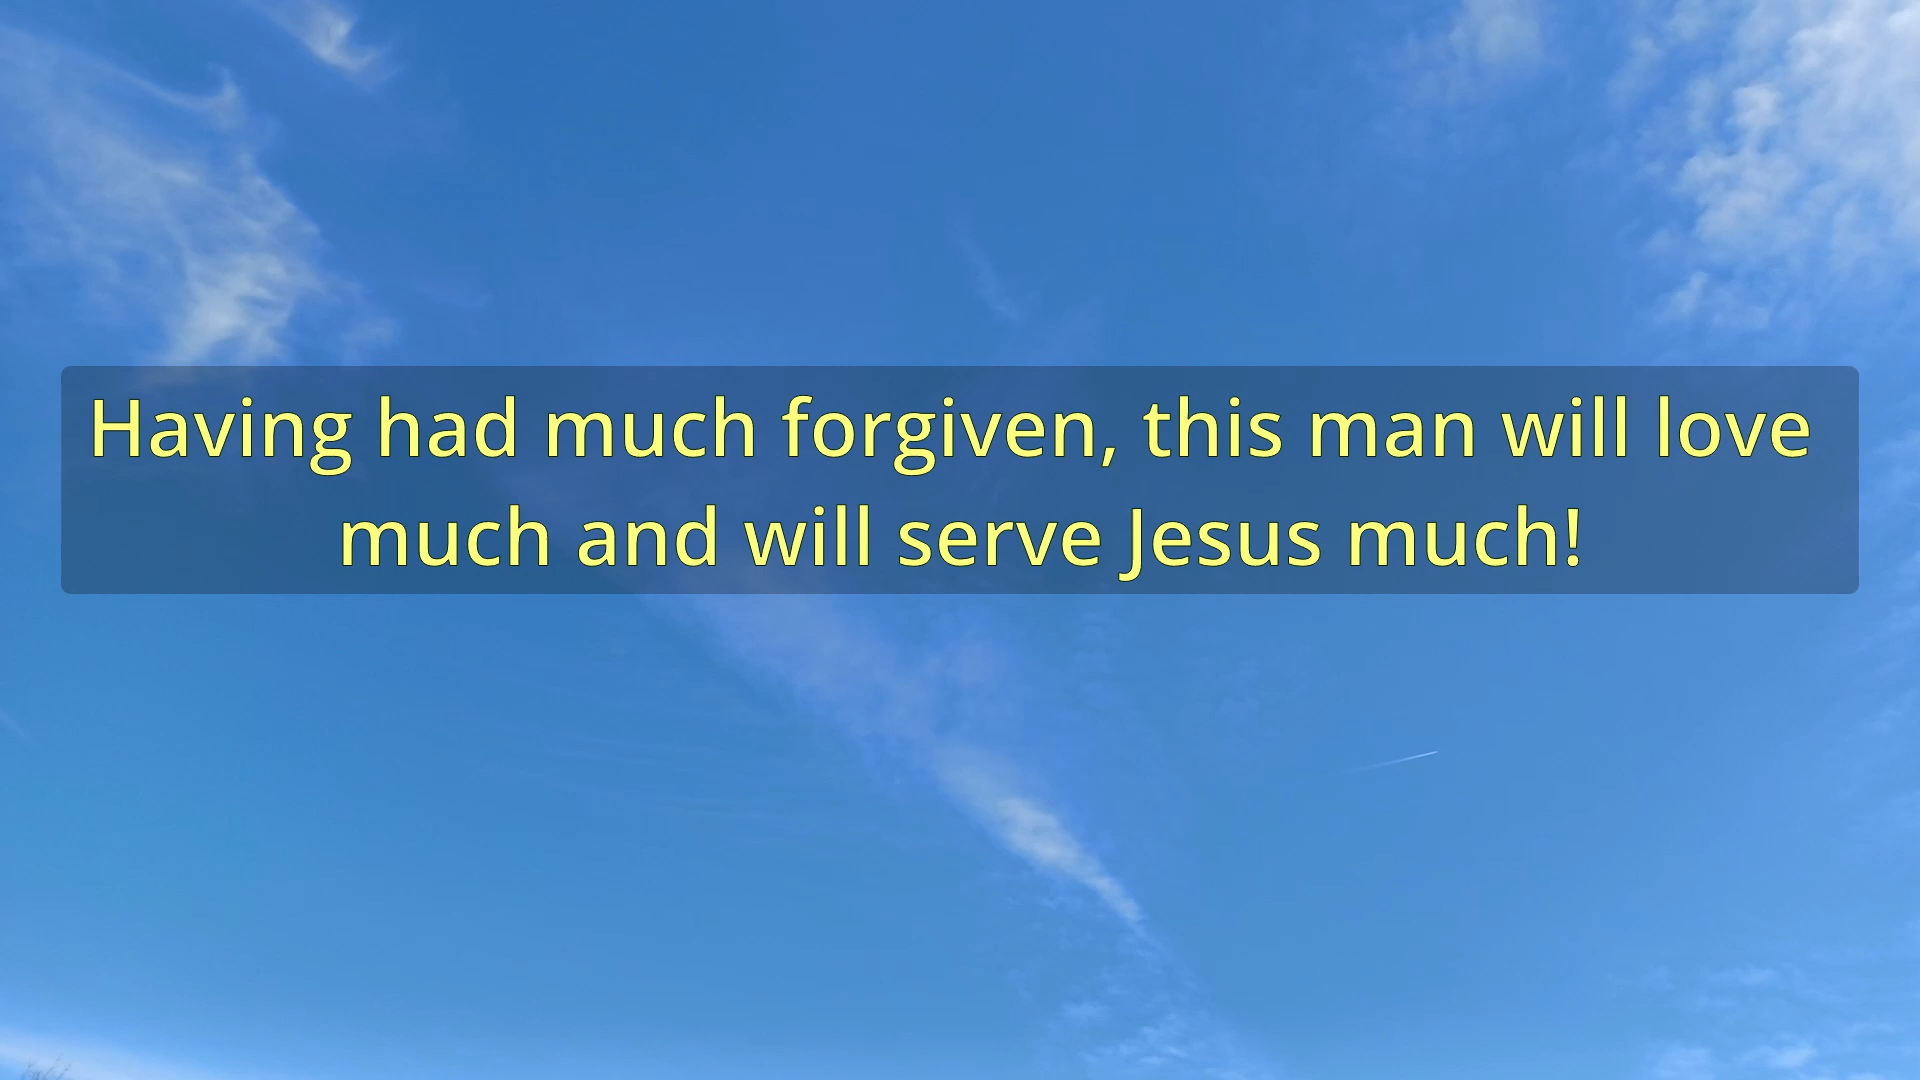 Having had much forgiven, this man will love
much and will serve Jesus much!